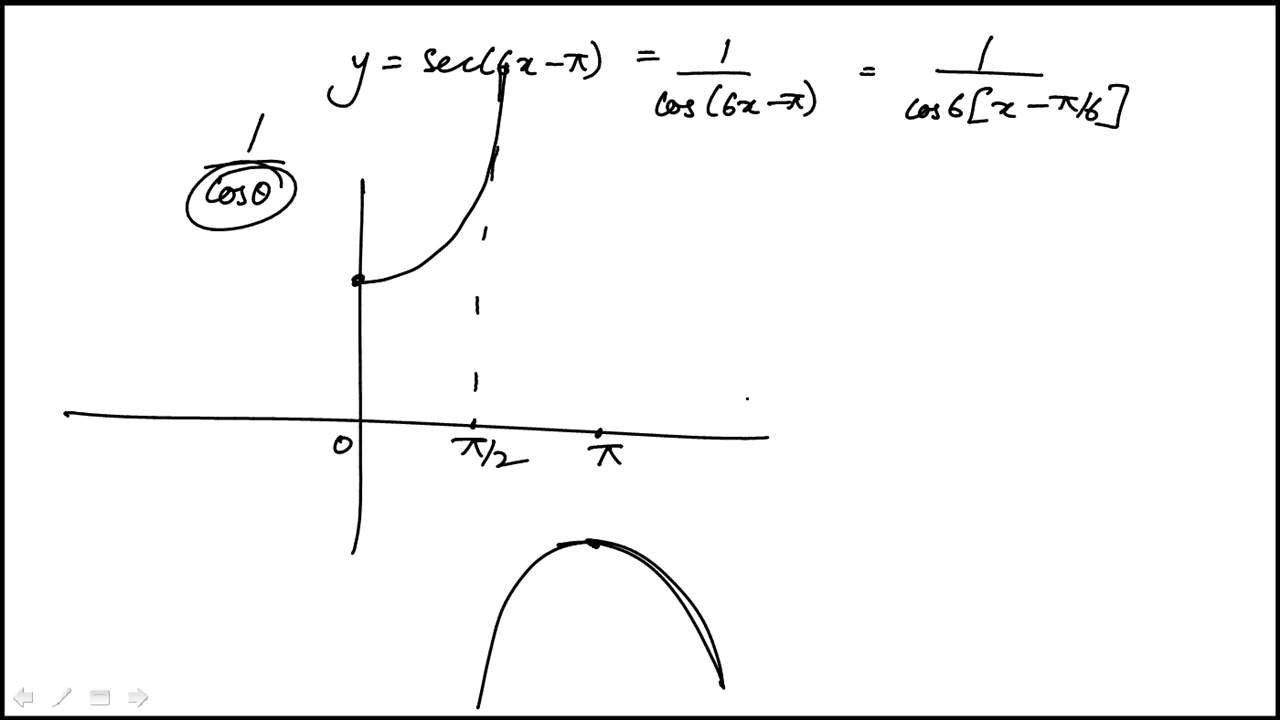 y = sec(6x − π) = 1/cos(6x − π) = 1/cos6[x − π/6]
1/cosθ
0 π/2 π